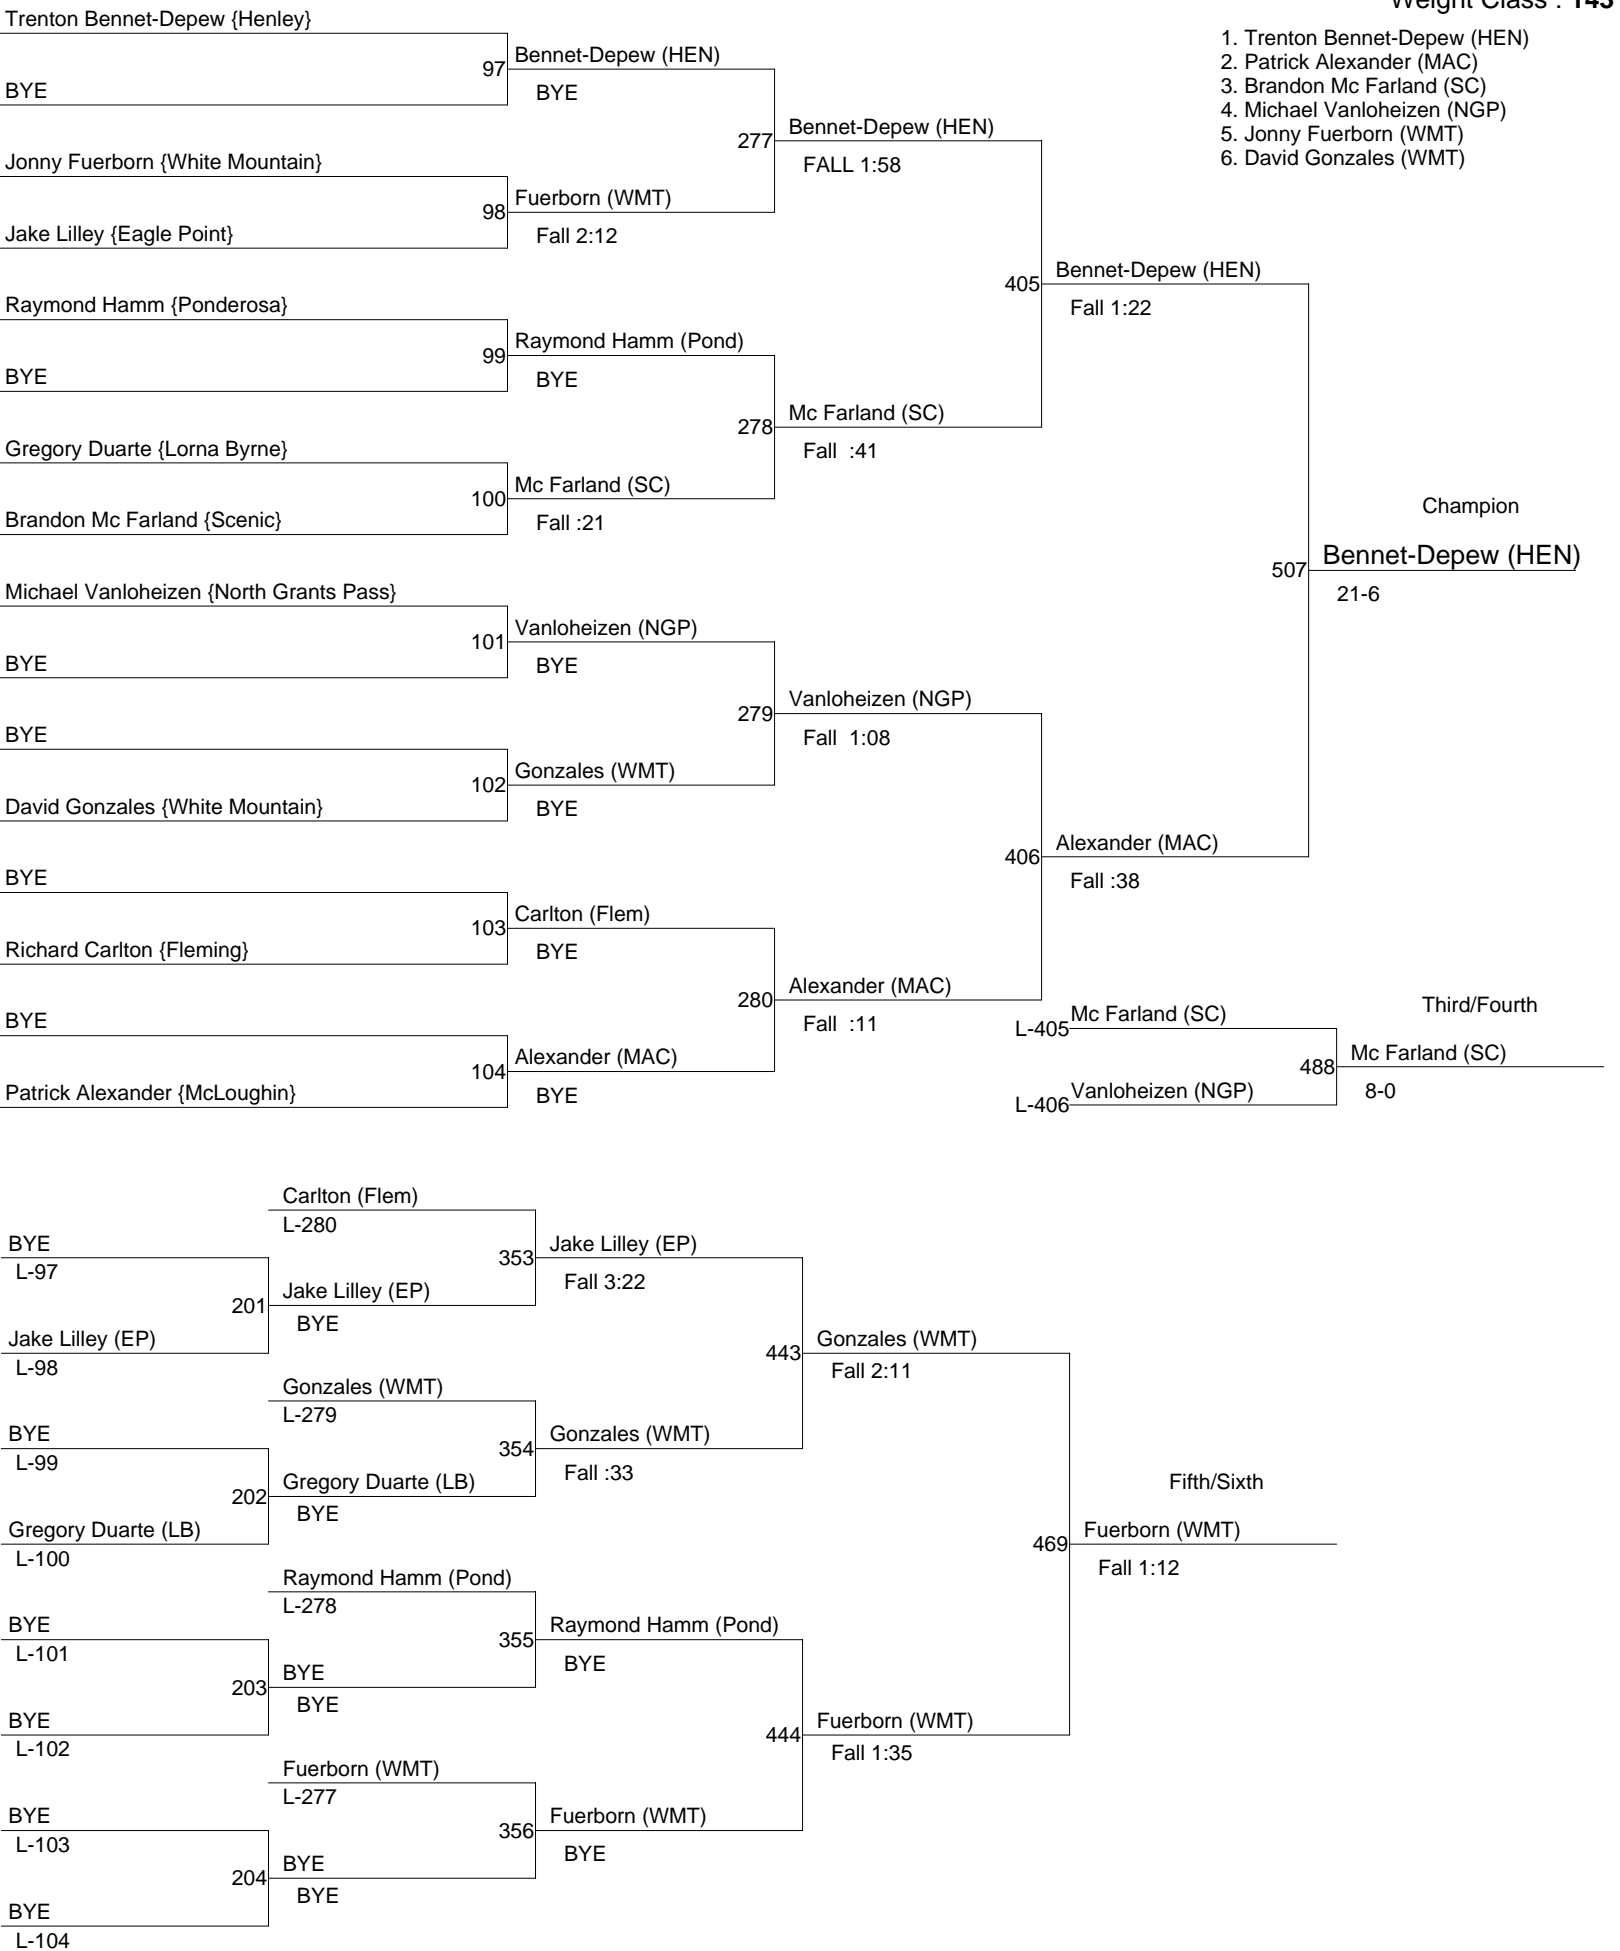 Weight Class :
1. Trenton Bennet-Depew (HEN)
2. Patrick Alexander (MAC)
3. Brandon Mc Farland (SC)
4. Michael Vanloheizen (NGP)
5. Jonny Fuerborn (WMT)
6. David Gonzales (WMT)
Trenton Bennet-Depew {Henley}
97
BYE
Bennet-Depew (HEN)
BYE
Jonny Fuerborn {White Mountain}
98
Jake Lilley {Eagle Point}
Fuerborn (WMT)
Fall 2:12
277
Bennet-Depew (HEN)
FALL 1:58
Raymond Hamm {Ponderosa}
99
BYE
Raymond Hamm (Pond)
BYE
Gregory Duarte {Lorna Byrne}
100
Brandon Mc Farland {Scenic}
Mc Farland (SC)
Fall :21
278
Mc Farland (SC)
Fall :41
405
Bennet-Depew (HEN)
Fall 1:22
Michael Vanloheizen {North Grants Pass}
101
BYE
Vanloheizen (NGP)
BYE
BYE
102
David Gonzales {White Mountain}
Gonzales (WMT)
BYE
279
Vanloheizen (NGP)
Fall 1:08
BYE
103
Richard Carlton {Fleming}
Carlton (Flem)
BYE
BYE
104
Patrick Alexander {McLoughin}
Alexander (MAC)
BYE
280
Alexander (MAC)
Fall :11
406
Alexander (MAC)
Fall :38
507
Champion
Bennet-Depew (HEN)
21-6
L-405
Mc Farland (SC)
L-406
Vanloheizen (NGP)
488
Third/Fourth
Mc Farland (SC)
8-0
BYE
L-97
201
Jake Lilley (EP)
L-98
Carlton (Flem)
L-280
Jake Lilley (EP)
BYE
353
Jake Lilley (EP)
Fall 3:22
BYE
L-99
202
Gregory Duarte (LB)
L-100
Gonzales (WMT)
L-279
Gregory Duarte (LB)
BYE
354
Gonzales (WMT)
Fall :33
443
Gonzales (WMT)
Fall 2:11
BYE
L-101
203
BYE
L-102
Raymond Hamm (Pond)
L-278
BYE
BYE
355
Raymond Hamm (Pond)
BYE
BYE
L-103
204
BYE
L-104
Fuerborn (WMT)
L-277
BYE
BYE
356
Fuerborn (WMT)
BYE
444
Fuerborn (WMT)
Fall 1:35
469
Fifth/Sixth
Fuerborn (WMT)
Fall 1:12